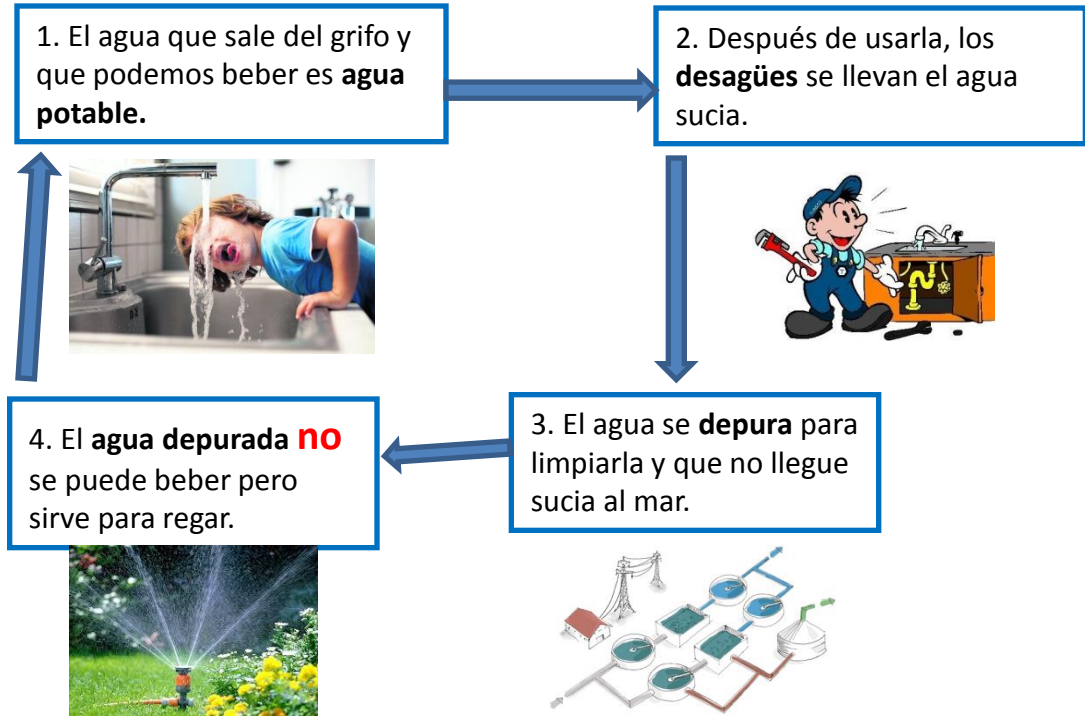 1. El agua que sale del grifo y
que podemos beber es agua
potable.
2. Después de usarla, los
desagües se llevan el agua
sucia.
3. El agua se depura para
limpiarla y que no llegue
sucia al mar.
4. El agua depurada no
se puede beber pero
sirve para regar.